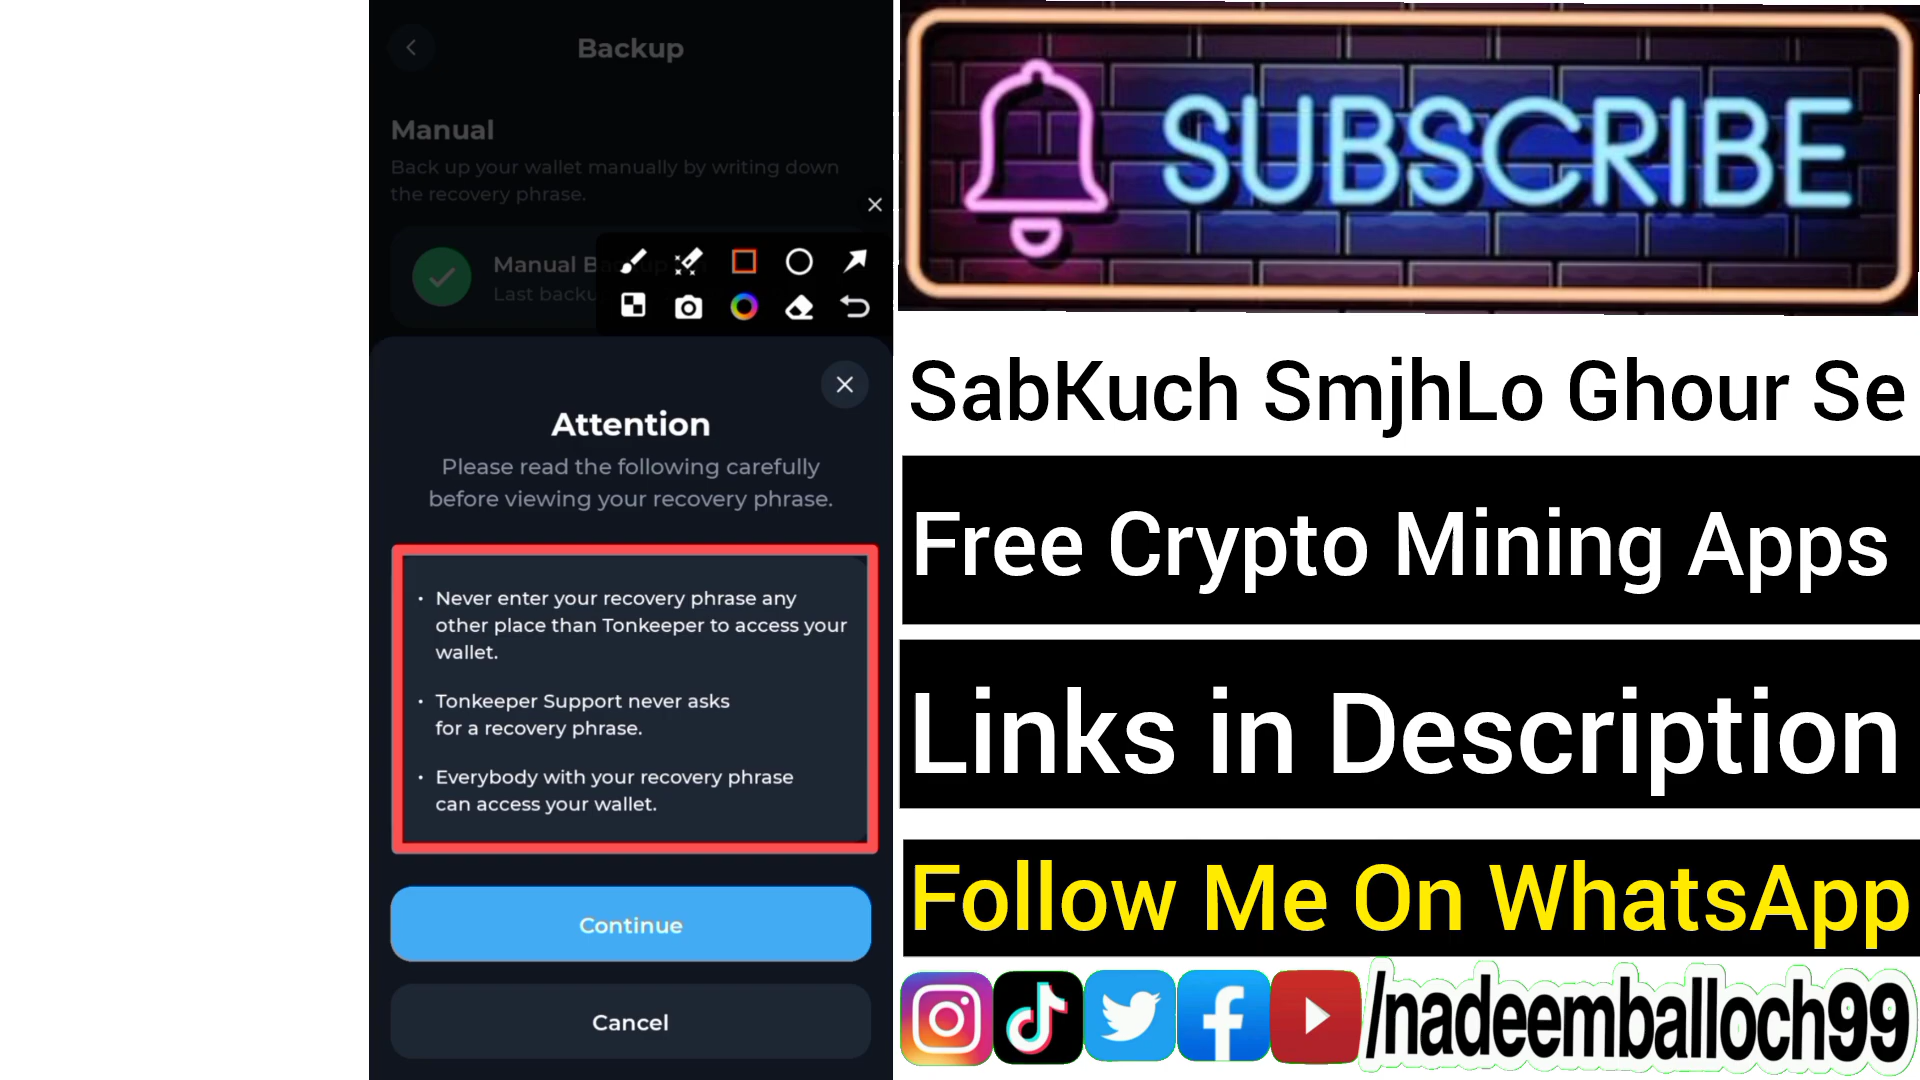 Backup
Manual
Back up your wallet manually by writing down
the recovery phrase.
Manual B
Last backu
Attention
Please read the following carefully
before viewing your recovery phrase.
• Never enter your recovery phrase any
other place than Tonkeeper to access your
wallet.
• Tonkeeper Support never asks
for a recovery phrase.
• Everybody with your recovery phrase
can access your wallet.
Continue
Cancel
SUBSCRIBE
SabKuch SmjhLo Ghour Se
Free Crypto Mining Apps
Links in Description
Follow Me On WhatsApp
/nadeemballoch99